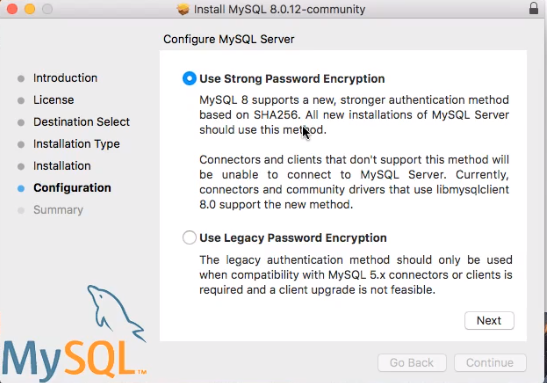 Install MySQL 8.0.12-community
Configure MySQL Server
Introduction
License
Destination Select
Installation Type
Installation
Configuration
Summary
Use Strong Password Encryption
MySQL 8 supports a new, stronger authentication method
based on SHA256. All new installations of MySQL Server
should use this method.
Connectors and clients that don't support this method will
be unable to connect to MySQL Server. Currently,
connectors and community drivers that use libmysqlclient
8.0 support the new method.
Use Legacy Password Encryption
The legacy authentication method should only be used
when compatibility with MySQL 5.x connectors or clients is
required and a client upgrade is not feasible.
Next
MySQL™
Go Back
Continue